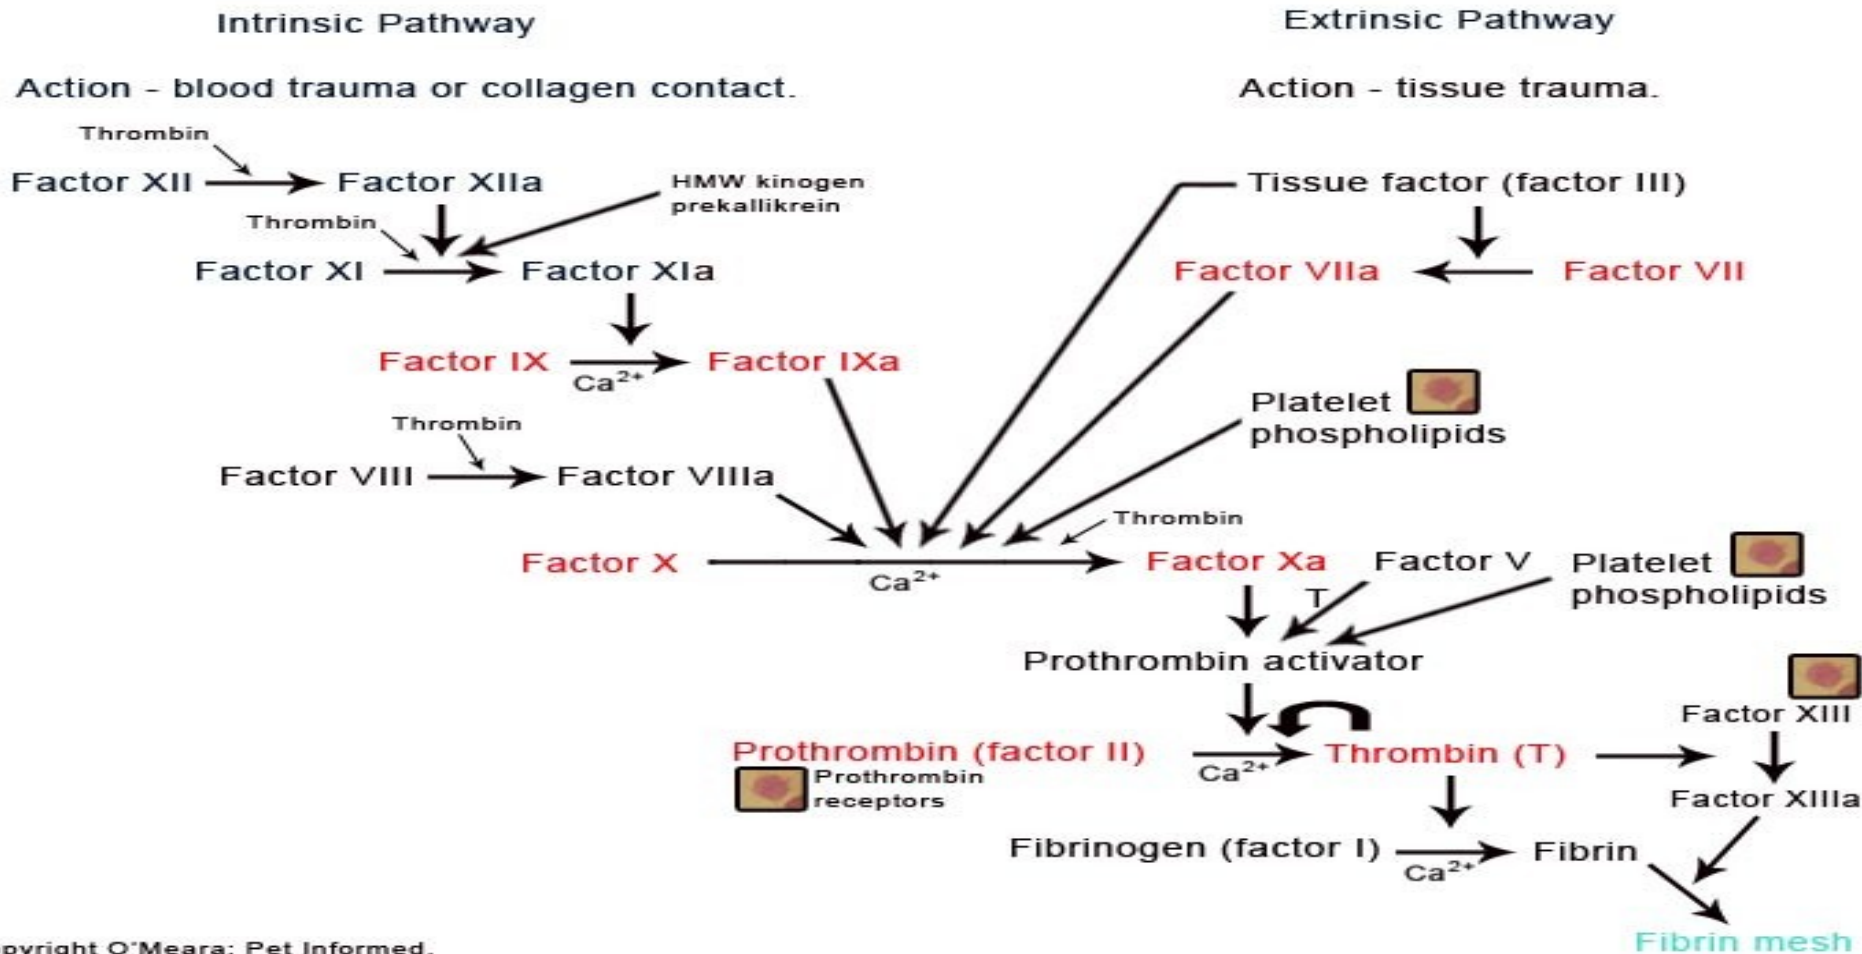 Intrinsic Pathway
Extrinsic Pathway
Action - blood trauma or collagen contact.
Action - tissue trauma.
Thrombin
Factor XII
Factor XIIa
HMW kinogen
prekallikrein
Tissue factor (factor III)
Thrombin
Factor XI
Factor XIa
Factor VIIa
Factor VII
Factor IX
Ca2+
Factor IXa
Platelet
phospholipids
Thrombin
Factor VIII
Factor VIIIa
Thrombin
Factor X
Ca2+
Factor Xa
Factor V
Platelet
phospholipids
T
Prothrombin activator
Factor XIII
Prothrombin (factor II)
Ca2+
Thrombin (T)
Prothrombin
receptors
Factor XIIIa
Fibrinogen (factor I)
Ca2+
Fibrin
Fibrin mesh
pyright O'Meara: Pet Informed.